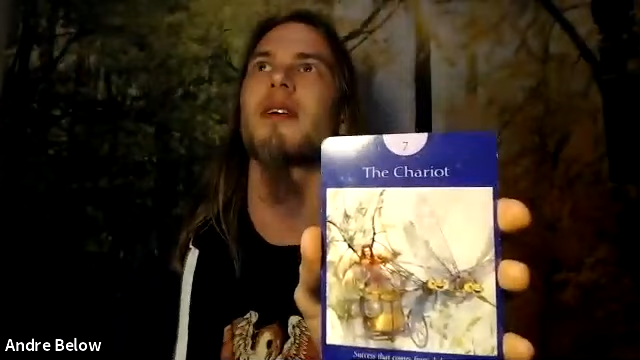 7
The Chariot
Success that comes from
Andre Below